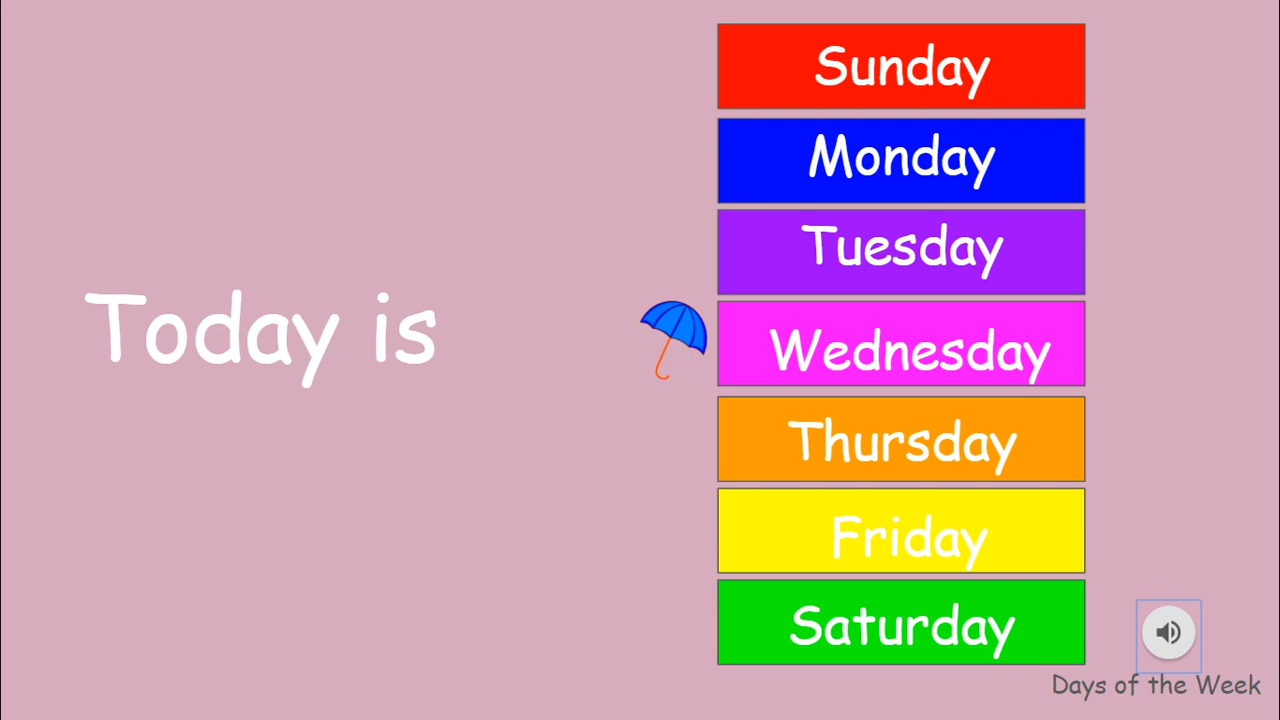 Today is
Sunday
Monday
Tuesday
Wednesday
Thursday
Friday
Saturday
Days of the Week